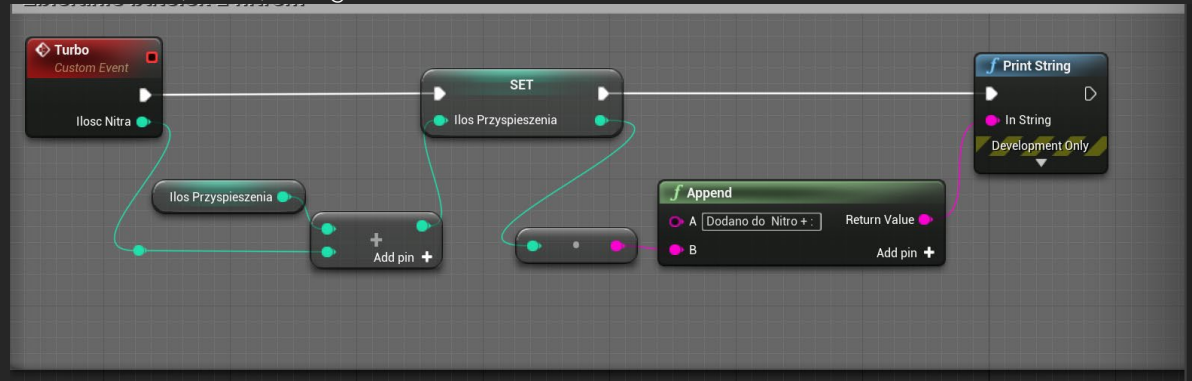 Turbo
Custom Event
Ilosc Nitra
SET
Ilos Przyspieszenia
Print String
In String
Development Only
Ilos Przyspieszenia
Add pin
Append
A Dodano do Nitro + :
Return Value
B
Add pin